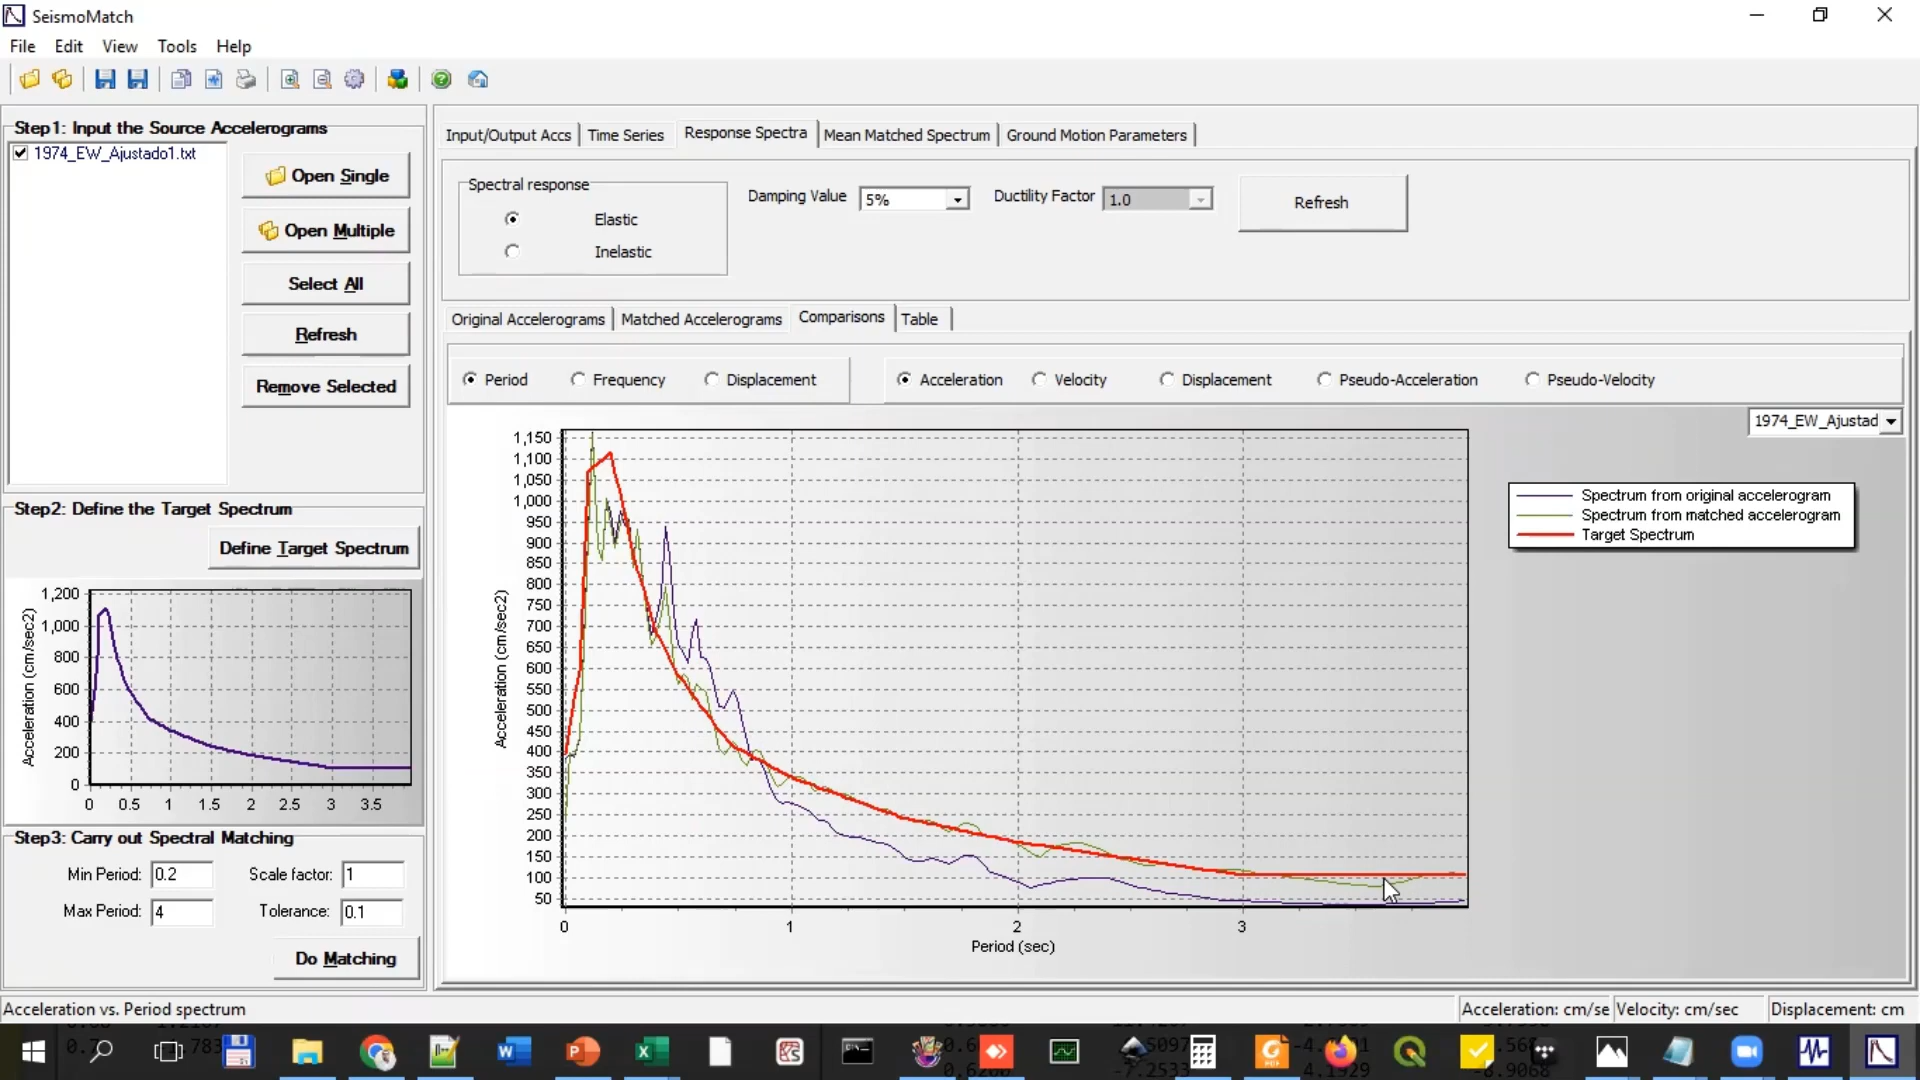 SeismoMatch
File Edit View Tools Help
Step1: Input the Source Accelerograms
1974_EW_Ajustado1.txt
Open Single
Open Multiple
Select All
Refresh
Remove Selected
Step2: Define the Target Spectrum
Define Target Spectrum
1,200
1,000
800
600
400
200
0
Acceleration (cm/sec2)
0 0.5 1 1.5 2 2.5 3 3.5
Step3: Carry out Spectral Matching
Min Period: 0.2 Scale factor: 1
Max Period: 4 Tolerance: 0.1
Do Matching
Input/Output Accs Time Series Response Spectra Mean Matched Spectrum Ground Motion Parameters
Spectral response
Elastic
Inelastic
Damping Value 5% Ductility Factor 1.0 Refresh
Original Accelerograms Matched Accelerograms Comparisons Table
Period Frequency Displacement Acceleration Velocity Displacement Pseudo-Acceleration Pseudo-Velocity
1974_EW_Ajustad
1,150
1,100
1,050
1,000
950
900
850
800
750
700
650
600
550
500
450
400
350
300
250
200
150
100
50
Acceleration (cm/sec2)
0 1 2 3
Period (sec)
Spectrum from original accelerogram
Spectrum from matched accelerogram
Target Spectrum
Acceleration vs. Period spectrum
Acceleration: cm/se Velocity: cm/sec Displacement: cm